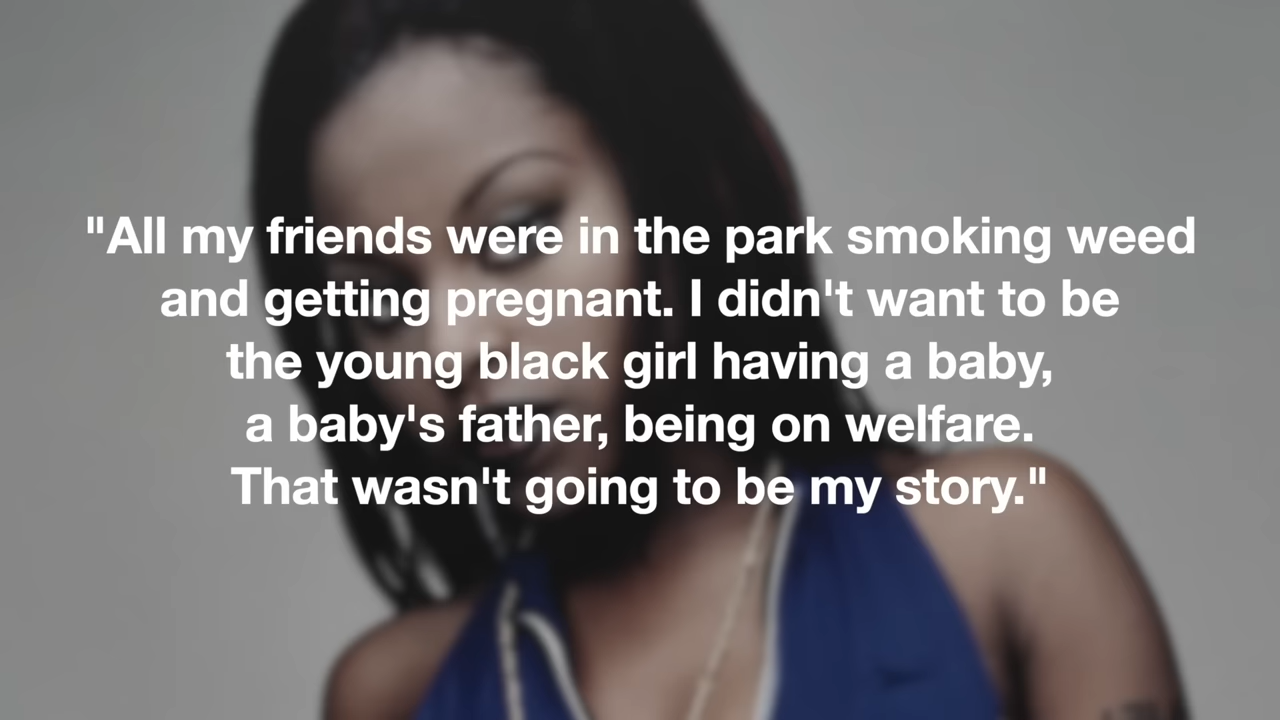 "All my friends were in the park smoking weed
and getting pregnant. I didn't want to be
the young black girl having a baby,
a baby's father, being on welfare.
That wasn't going to be my story."